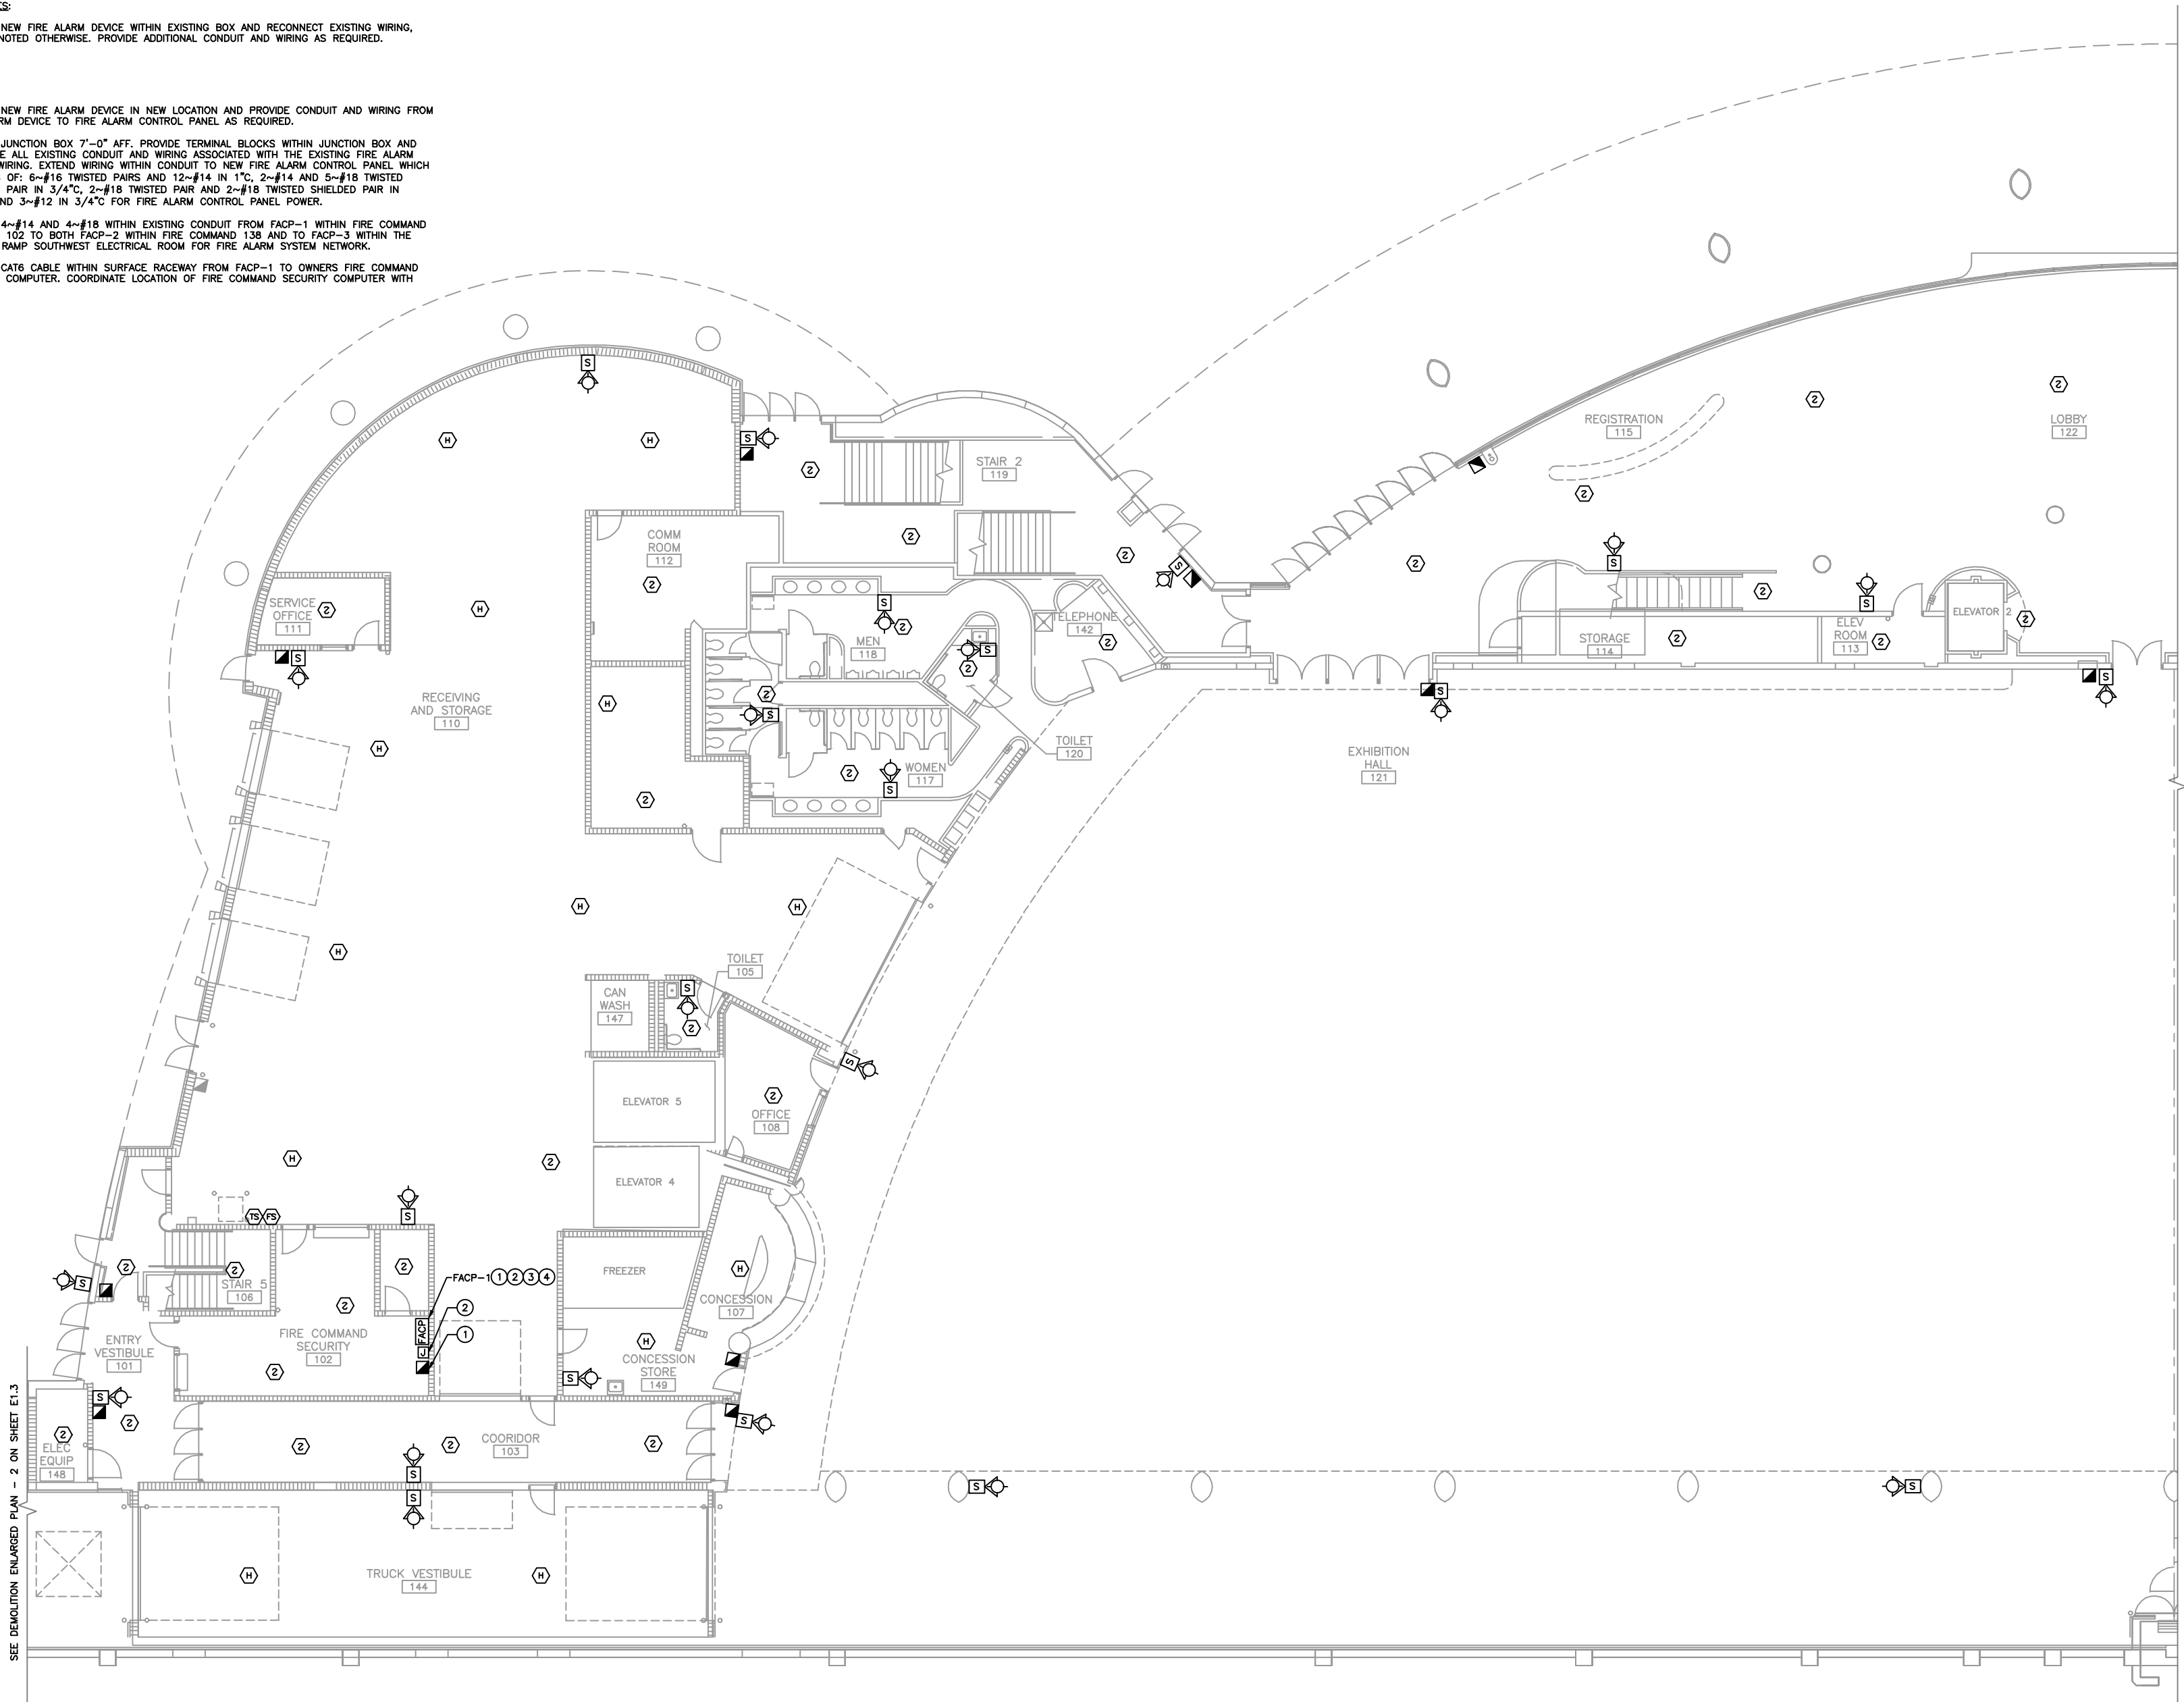 ES:
NEW FIRE ALARM DEVICE WITHIN EXISTING BOX AND RECONNECT EXISTING WIRING,
NOTED OTHERWISE. PROVIDE ADDITIONAL CONDUIT AND WIRING AS REQUIRED.
NEW FIRE ALARM DEVICE IN NEW LOCATION AND PROVIDE CONDUIT AND WIRING FROM
RM DEVICE TO FIRE ALARM CONTROL PANEL AS REQUIRED.
JUNCTION BOX 7'-0" AFF. PROVIDE TERMINAL BLOCKS WITHIN JUNCTION BOX AND
E ALL EXISTING CONDUIT AND WIRING ASSOCIATED WITH THE EXISTING FIRE ALARM
WIRING. EXTEND WIRING WITHIN CONDUIT TO NEW FIRE ALARM CONTROL PANEL WHICH
OF: 6~#16 TWISTED PAIRS AND 12~#14 IN 1"C, 2~#14 AND 5~#18 TWISTED
PAIR IN 3/4"C, 2~#18 TWISTED PAIR AND 2~#18 TWISTED SHIELDED PAIR IN
ND 3~#12 IN 3/4"C FOR FIRE ALARM CONTROL PANEL POWER.
4~#14 AND 4~#18 WITHIN EXISTING CONDUIT FROM FACP-1 WITHIN FIRE COMMAND
102 TO BOTH FACP-2 WITHIN FIRE COMMAND 138 AND TO FACP-3 WITHIN THE
RAMP SOUTHWEST ELECTRICAL ROOM FOR FIRE ALARM SYSTEM NETWORK.
CAT6 CABLE WITHIN SURFACE RACEWAY FROM FACP-1 TO OWNERS FIRE COMMAND
COMPUTER. COORDINATE LOCATION OF FIRE COMMAND SECURITY COMPUTER WITH
REGISTRATION
115
LOBBY
122
STAIR 2
119
COMM
ROOM
112
SERVICE
OFFICE
111
MEN
118
TELEPHONE
142
STORAGE
114
ELEV
ROOM
113
ELEVATOR 2
RECEIVING
AND STORAGE
110
TOILET
120
WOMEN
117
EXHIBITION
HALL
121
TOILET
105
CAN
WASH
147
ELEVATOR 5
OFFICE
108
ELEVATOR 4
TS FS
STAIR 5
106
FACP-1 1 2 3 4
2
1
FACP
J
FREEZER
CONCESSION
107
FIRE COMMAND
SECURITY
102
ENTRY
VESTIBULE
101
CONCESSION
STORE
149
COORIDOR
103
ELEC
EQUIP
148
TRUCK VESTIBULE
144
SEE DEMOLITION ENLARGED PLAN - 2 ON SHEET E1.3